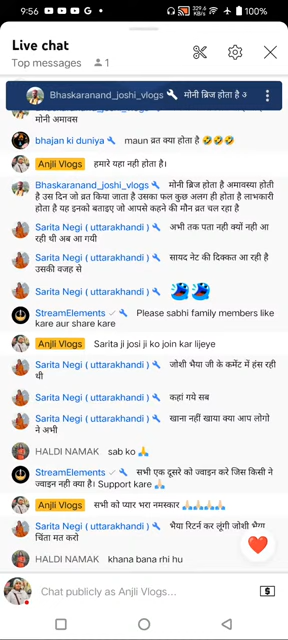 9:56
329.6 KB/s
100%
Live chat
Top messages 1
Bhaskaranand_joshi_vlogs मोनी ब्रिज होता है अ
मोनी अमावस
bhajan ki duniya maun व्रत क्या होता है 🤣🤣🤣
Anjli Vlogs हमारे यहा नही होता है।
Bhaskaranand_joshi_vlogs मोनी ब्रिज होता है अमावस्या होती
है उस दिन जो व्रत किया जाता है उसका फल कुछ अलग ही होता है लाभकारी
होता है यह इनको बताइए जो आपसे कहने की मौन व्रत चल रहा है
Sarita Negi ( uttarakhandi ) अभी तक पता नही क्यों नही आ
रही थी अब आ गयी
Sarita Negi ( uttarakhandi ) सायद नेट की दिक्कत आ रही है
उसकी वजह से
Sarita Negi ( uttarakhandi )
StreamElements Please sabhi family members like
kare aur share kare
Anjli Vlogs Sarita ji josi ji ko join kar lijeye
Sarita Negi ( uttarakhandi ) जोशी भैया जी के कमेंट में हंस रही
थी
Sarita Negi ( uttarakhandi ) कहां गये सब
Sarita Negi ( uttarakhandi ) खाना नहीं खाया क्या आप लोगो
ने अभी
HALDI NAMAK sab ko 🙏
StreamElements सभी एक दूसरे को ज्वाइन करे जिस किसी ने
ज्वाइन नही क्या है। Support kare 🙏🏻
Anjli Vlogs सभी को प्यार भरा नमस्कार 🙏🏻🙏🏻🙏🏻🙏🏻
Sarita Negi ( uttarakhandi ) भैया रिटर्न कर लूंगी जोशी भैया
चिंता मत करो
HALDI NAMAK khana bana rhi hu
Chat publicly as Anjli Vlogs...